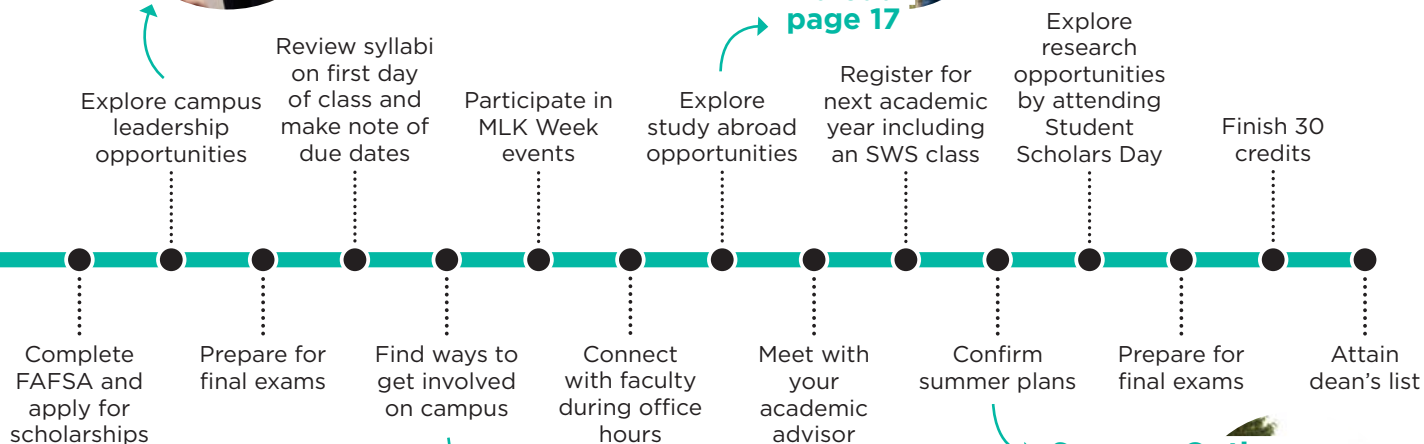 page 17
Explore campus
leadership
opportunities
Review syllabi
on first day
of class and
make note of
due dates
Participate in
MLK Week
events
Explore
study abroad
opportunities
Register for
next academic
year including
an SWS class
Explore
research
opportunities
by attending
Student
Scholars Day
Finish 30
credits
Complete
FAFSA and
apply for
scholarships
Prepare for
final exams
Find ways to
get involved
on campus
Connect
with faculty
during office
hours
Meet with
your
academic
advisor
Confirm
summer plans
Prepare for
final exams
Attain
dean's list